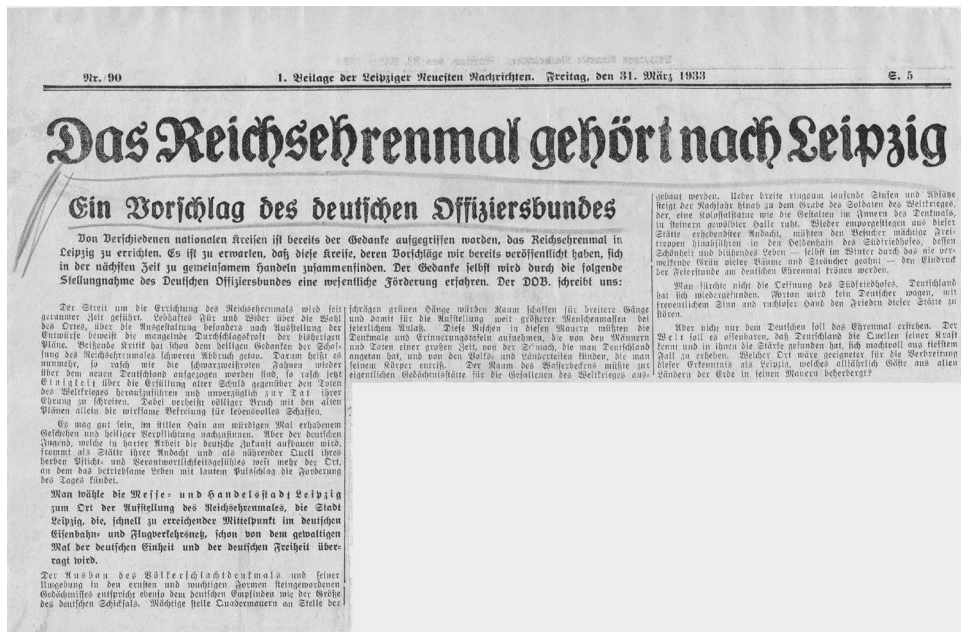 Nr. 90
1. Beilage der Leipziger Neuesten Nachrichten. Freitag, den 31. März 1933
S. 5
Das Reichsehrenmal gehört nach Leipzig
Ein Vorschlag des deutschen Offiziersbundes
Von Verschiedenen nationalen Kreisen ist bereits der Gedanke aufgegriffen worden, das Reichsehrenmal in
Leipzig zu errichten. Es ist zu erwarten, daß diese Kreise, deren Vorschläge wir bereits veröffentlicht haben, sich
in der nächsten Zeit zu gemeinsamem Handeln zusammenfinden. Der Gedanke selbst wird durch die folgende
Stellungnahme des Deutschen Offiziersbundes eine wesentliche Förderung erfahren. Der DOB. schreibt uns:
Der Streit um die Errichtung des Reichsehrenmals wird seit
geraumer Zeit geführt. Lebhaftes Für und Wider über die Wahl
des Ortes, über die Ausgestaltung besonders nach Ausstellung der
Entwürfe beweist die mangelnde Durchschlagskraft der bisherigen
Pläne. Beißende Kritik hat schon dem heiligen Gedanken der Schaf-
fung des Reichsehrenmales schweren Abbruch getan. Darum heißt es
nunmehr, so rasch wie die schwarzweißroten Fahnen wieder
über dem neuen Deutschland aufgezogen worden sind, so rasch jetzt
Einigkeit über die Erfüllung alter Schuld gegenüber den Toten
des Weltkrieges herauszuführen und unverzüglich zur Tat ihrer
Ehrung zu schreiten. Dabei verheißt völliger Bruch mit den alten
Plänen allein die wirksame Befreiung für lebensvolles Schaffen.
Es mag gut sein, im stillen Hain am würdigen Mal erhabenem
Geschehen und heiliger Verpflichtung nachzusinnen. Aber der deutschen
Jugend, welche in harter Arbeit die deutsche Zukunft aufbauen wird,
frommt als Stätte ihrer Andacht und als nährender Quell ihres
herben Pflicht- und Verantwortlichkeitsgefühles weit mehr der Ort,
an dem das betriebsame Leben mit lautem Pulsschlag die Forderung
des Tages kündet.
Man wähle die Messe- und Handelsstadt Leipzig
zum Ort der Aufstellung des Reichsehrenmales, die Stadt
Leipzig, die, schnell zu erreichender Mittelpunkt im deutschen
Eisenbahn- und Flugverkehrsnetz, schon von dem gewaltigen
Mal der deutschen Einheit und der deutschen Freiheit über-
ragt wird.
Der Ausbau des Völkerschlachtdenkmals und seiner
Umgebung in den ernsten und wuchtigen Formen steingewordenen
Gedächtnisses entspricht ebenso dem deutschen Empfinden wie der Größe
des deutschen Schicksals. Mächtige steile Quadermauern an Stelle der
schrägen grünen Hänge würden Raum schaffen für breitere Gänge
und damit für die Aufstellung weit größerer Menschenmassen bei
feierlichem Anlaß. Diese Nischen in diesen Mauern müßten die
Denkmale und Erinnerungstafeln aufnehmen, die von den Männern
und Taten einer großen Zeit, von der Schmach, die man Deutschland
angetan hat, und von den Volks- und Länderteilen künden, die man
seinem Körper entriß. Der Raum des Wasserbeckens müßte zur
eigentlichen Gedächtnisstätte für die Gefallenen des Weltkrieges aus-
gebaut werden. Ueber breite ringsum laufende Stufen und Absätze
steigt der Nachfahr hinab zu dem Grabe des Soldaten des Weltkrieges,
der, eine Kolossalstatue wie die Gestalten im Innern des Denkmals,
in steinern gewölbter Halle ruht. Wieder emporgestiegen aus dieser
Stätte erhebendster Andacht, müßten den Besucher mächtige Frei-
treppen hinabführen in den Heldenhain des Südfriedhofes, dessen
Schönheit und blühendes Leben — selbst im Winter durch das nie ver-
welkende Grün vieler Bäume und Sträucher geahnt — den Eindruck
der Feierstunde am deutschen Ehrenmal krönen werden.
Man fürchte nicht die Oeffnung des Südfriedhofes. Deutschland
hat sich wiedergefunden. Fortan wird kein Deutscher wagen, mit
freventlichem Sinn und ruchloser Hand den Frieden dieser Stätte zu
stören.
Aber nicht nur dem Deutschen soll das Ehrenmal erstehen. Der
Welt soll es offenbaren, daß Deutschland die Quellen seiner Kraft
kennt und in ihnen die Stärke gefunden hat, sich machtvoll aus tiefstem
Fall zu erheben. Welcher Ort wäre geeigneter für die Verbreitung
dieser Erkenntnis als Leipzig, welches alljährlich Gäste aus allen
Ländern der Erde in seinen Mauern beherbergt?